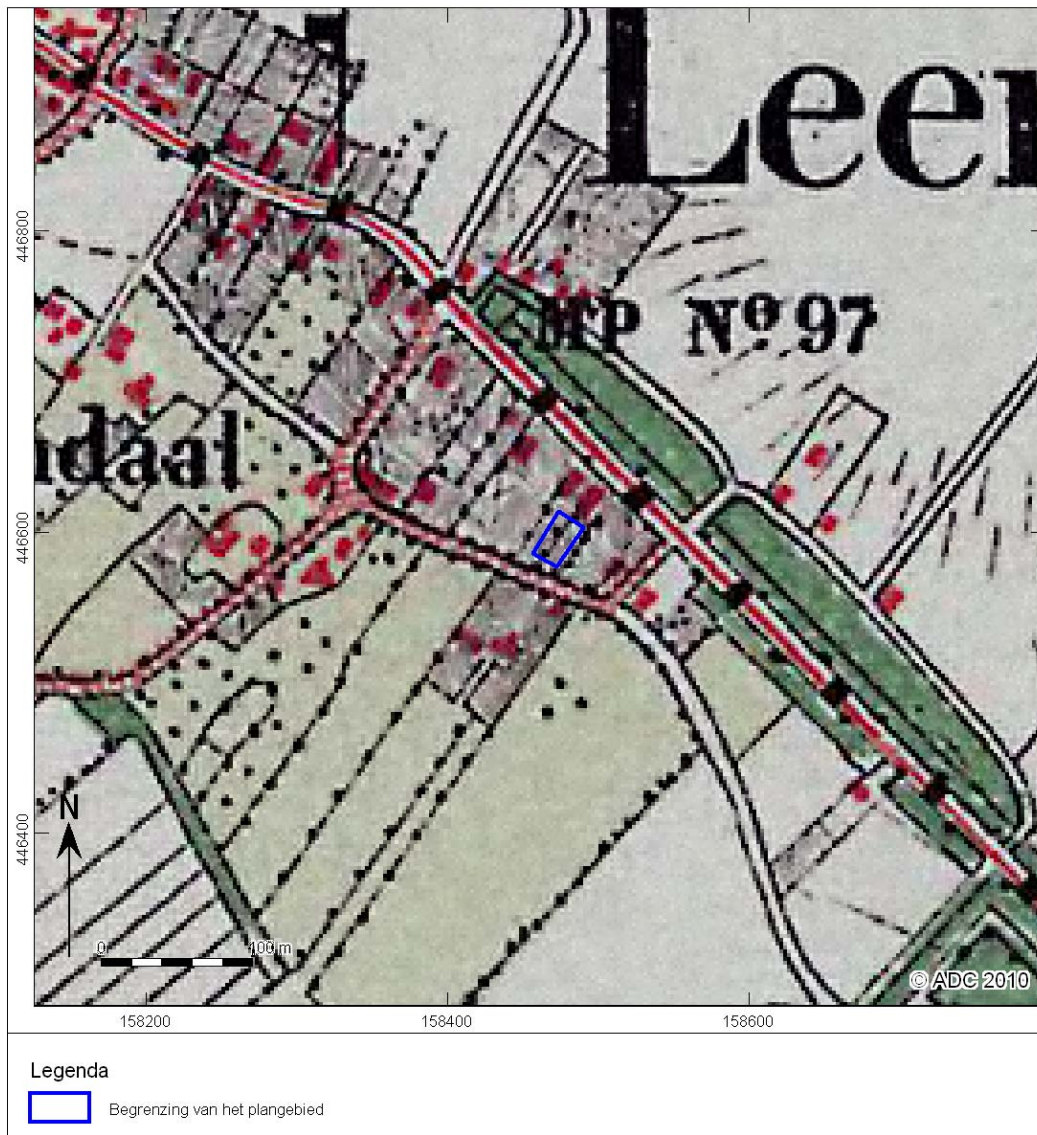 Leer
MP Nº 97
daal
446800
446600
446400
N
0 100 m
© ADC 2010
158200 158400 158600
Legenda
Begrenzing van het plangebied